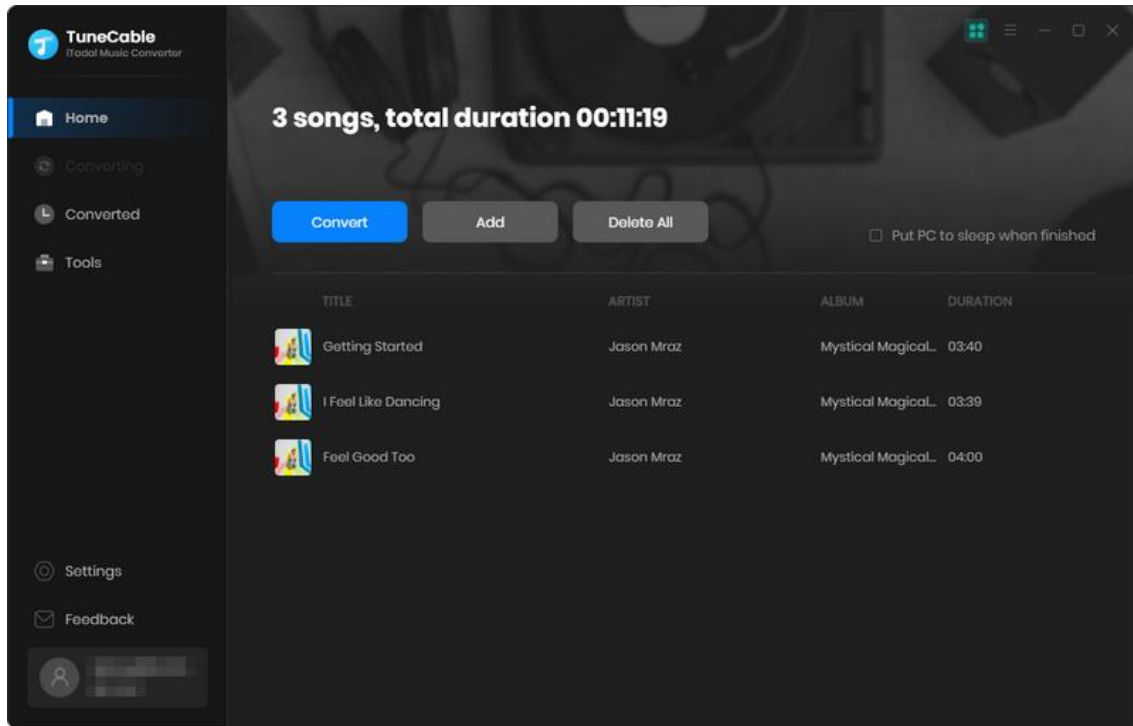 TuneCable
iTadal Music Converter
Home
Converting
Converted
Tools
Settings
Feedback
3 songs, total duration 00:11:19
Convert Add Delete All
Put PC to sleep when finished
TITLE ARTIST ALBUM DURATION
Getting Started Jason Mraz Mystical Magical... 03:40
I Feel Like Dancing Jason Mraz Mystical Magical... 03:39
Feel Good Too Jason Mraz Mystical Magical... 04:00